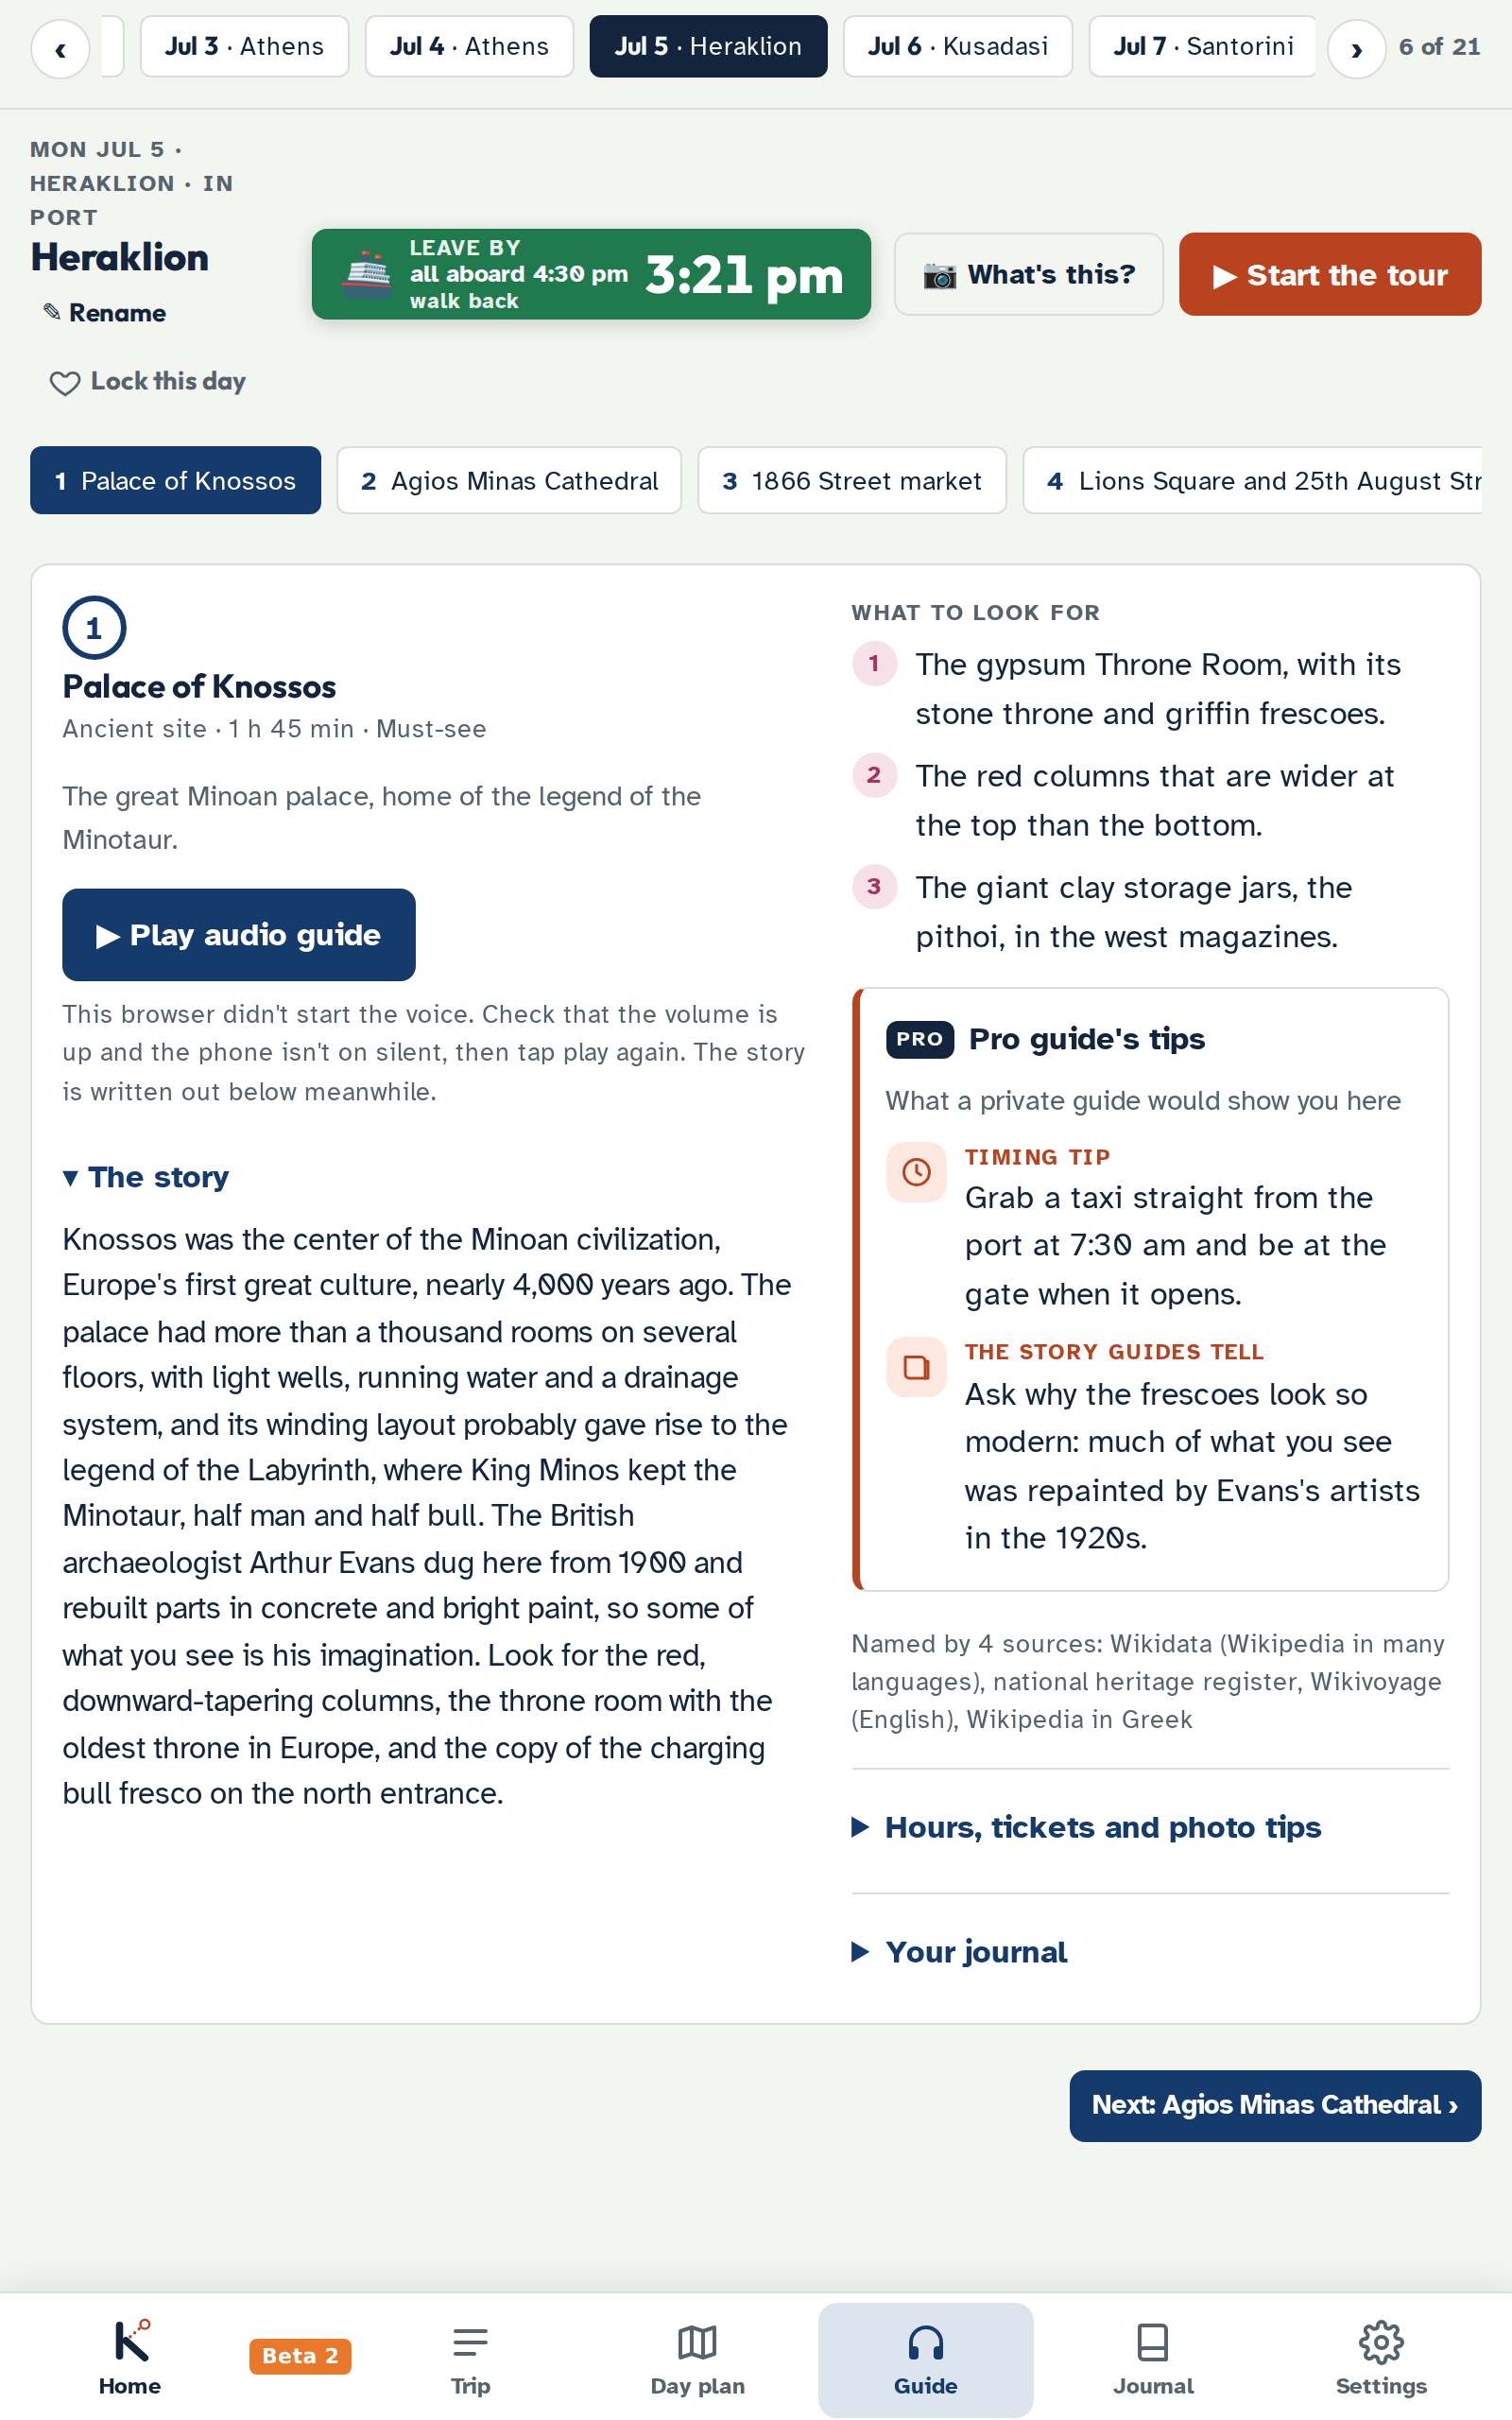 ‹
Jul 3 · Athens
Jul 4 · Athens
Jul 5 · Heraklion
Jul 6 · Kusadasi
Jul 7 · Santorini
›
6 of 21
MON JUL 5 ·
HERAKLION · IN
PORT
Heraklion
✎ Rename
Lock this day
LEAVE BY
all aboard 4:30 pm
walk back
3:21 pm
What's this?
▶ Start the tour
1 Palace of Knossos
2 Agios Minas Cathedral
3 1866 Street market
4 Lions Square and 25th August Str
1
Palace of Knossos
Ancient site · 1 h 45 min · Must-see
The great Minoan palace, home of the legend of the
Minotaur.
▶ Play audio guide
This browser didn't start the voice. Check that the volume is
up and the phone isn't on silent, then tap play again. The story
is written out below meanwhile.
▾ The story
Knossos was the center of the Minoan civilization,
Europe's first great culture, nearly 4,000 years ago. The
palace had more than a thousand rooms on several
floors, with light wells, running water and a drainage
system, and its winding layout probably gave rise to the
legend of the Labyrinth, where King Minos kept the
Minotaur, half man and half bull. The British
archaeologist Arthur Evans dug here from 1900 and
rebuilt parts in concrete and bright paint, so some of
what you see is his imagination. Look for the red,
downward-tapering columns, the throne room with the
oldest throne in Europe, and the copy of the charging
bull fresco on the north entrance.
WHAT TO LOOK FOR
1 The gypsum Throne Room, with its
stone throne and griffin frescoes.
2 The red columns that are wider at
the top than the bottom.
3 The giant clay storage jars, the
pithoi, in the west magazines.
PRO Pro guide's tips
What a private guide would show you here
TIMING TIP
Grab a taxi straight from the
port at 7:30 am and be at the
gate when it opens.
THE STORY GUIDES TELL
Ask why the frescoes look so
modern: much of what you see
was repainted by Evans's artists
in the 1920s.
Named by 4 sources: Wikidata (Wikipedia in many
languages), national heritage register, Wikivoyage
(English), Wikipedia in Greek
▶ Hours, tickets and photo tips
▶ Your journal
Next: Agios Minas Cathedral ›
Home
Beta 2
Trip
Day plan
Guide
Journal
Settings